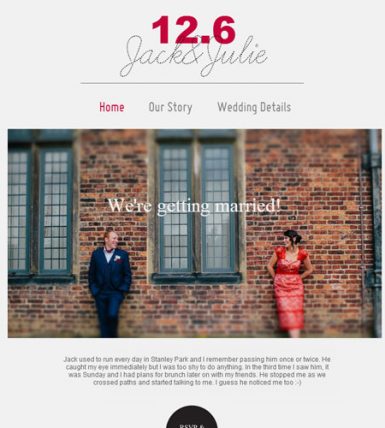 12.6
Jack&Julie
Home Our Story Wedding Details
We're getting married!
Jack used to run every day in Stanley Park and I remember passing him once or twice. He
caught my eye immediately but I was too shy to do anything. In the third time I saw him, it
was Sunday and I had plans for brunch later on with my friends. He stopped me as we
crossed paths and started talking to me. I guess he noticed me too :-)
RSVP &